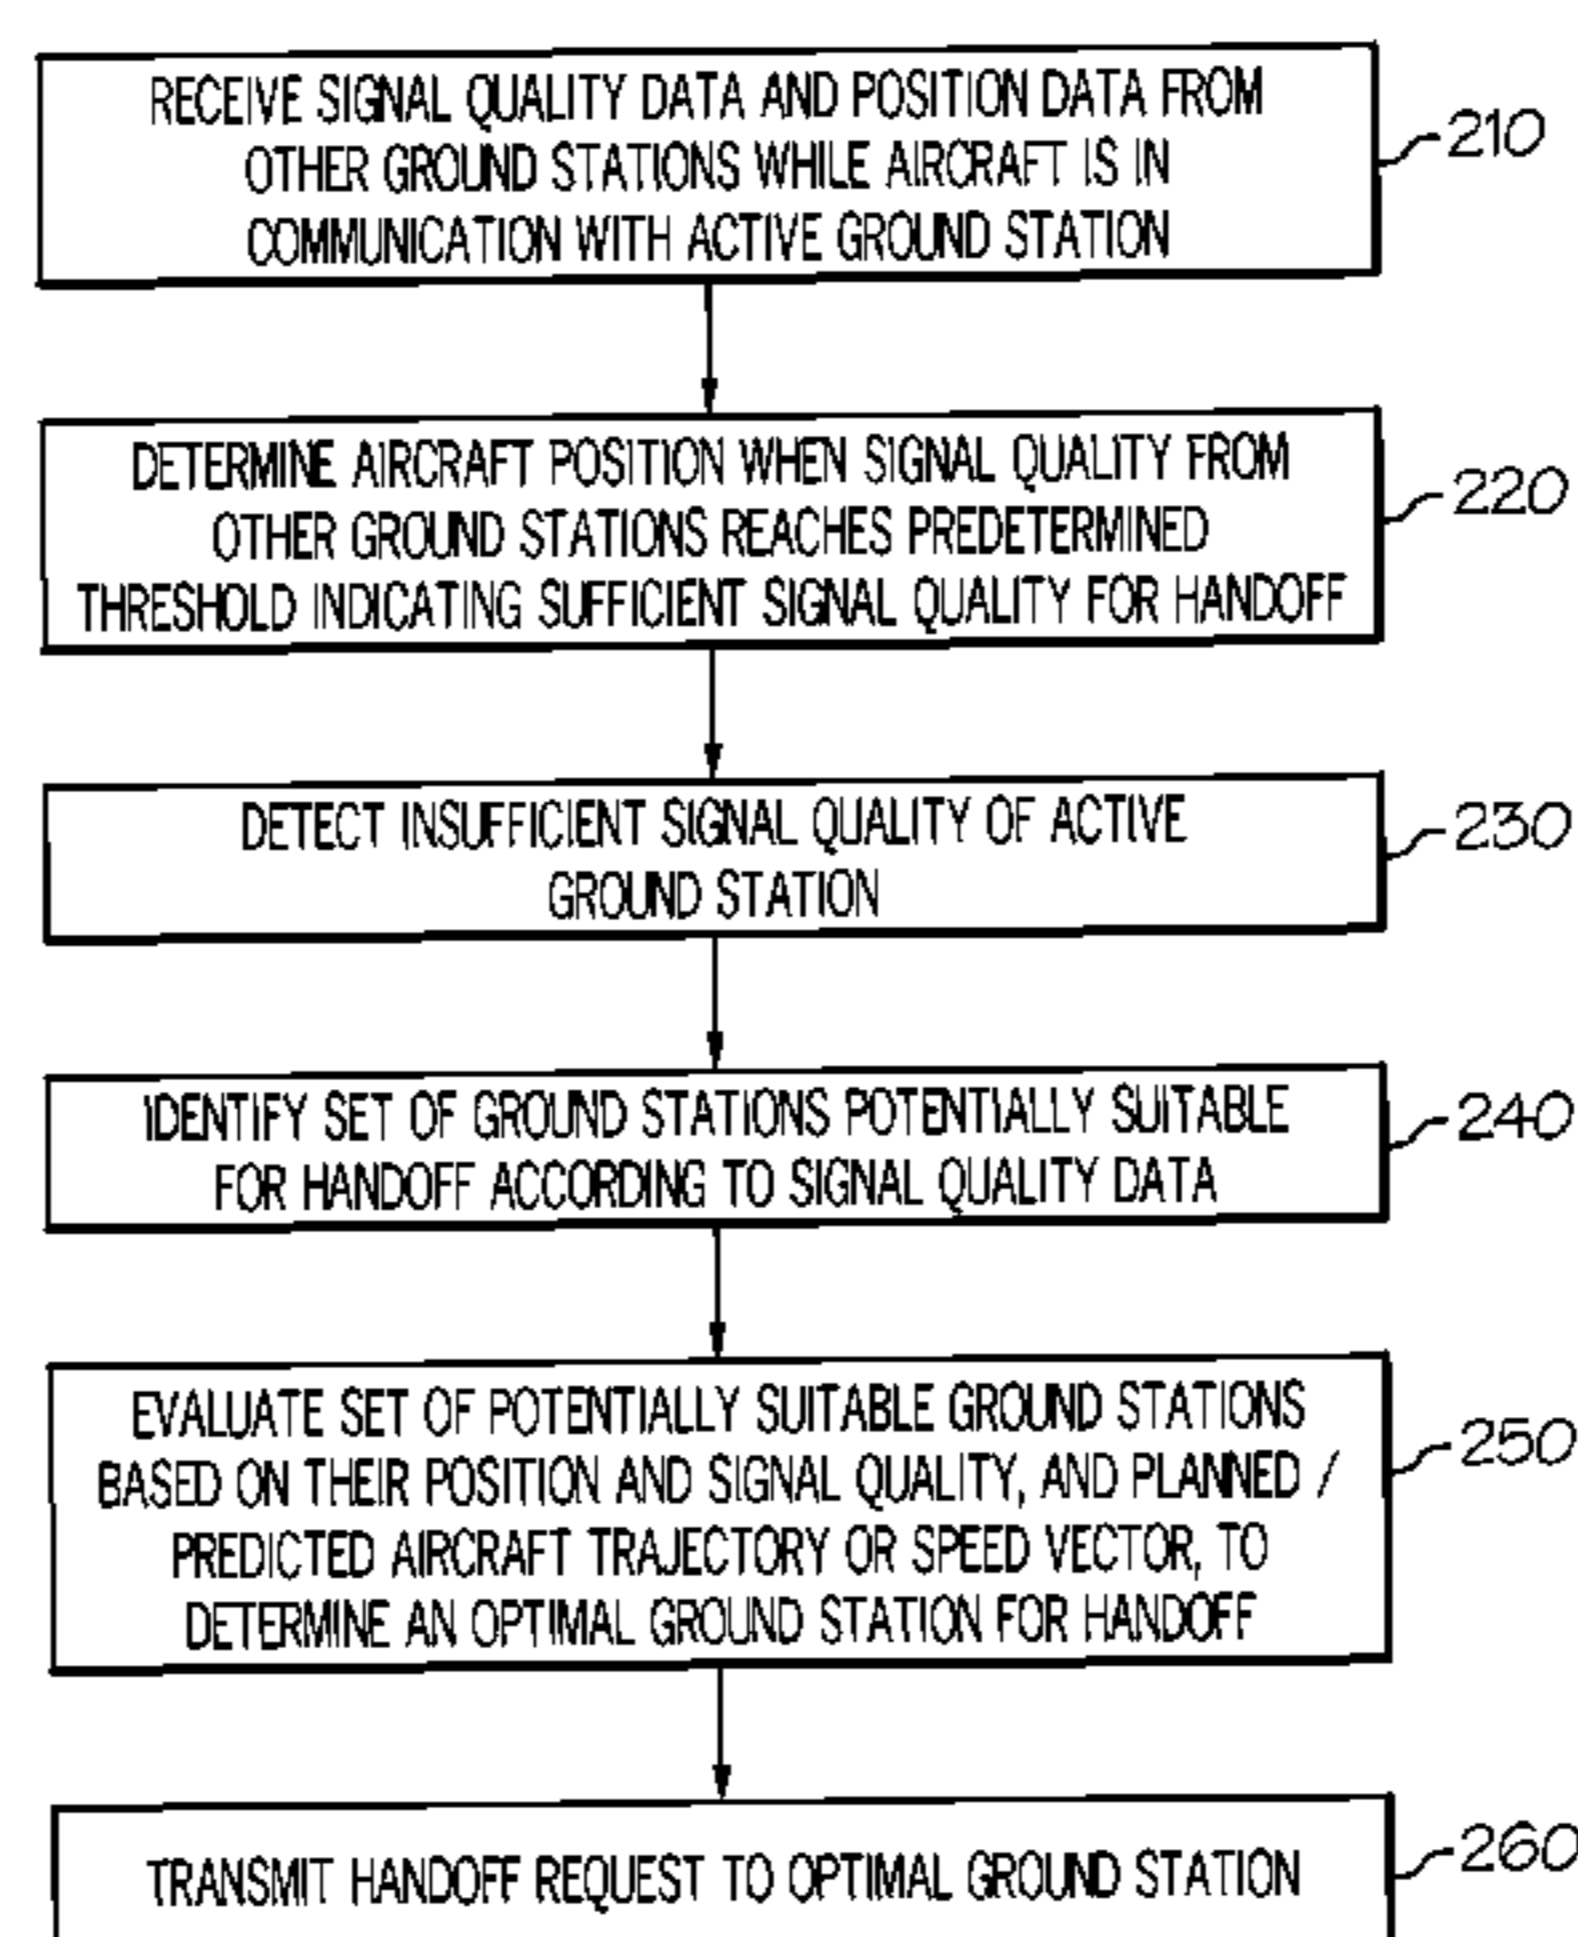 RECEIVE SIGNAL QUALITY DATA AND POSITION DATA FROM
OTHER GROUND STATIONS WHILE AIRCRAFT IS IN
COMMUNICATION WITH ACTIVE GROUND STATION
210
DETERMINE AIRCRAFT POSITION WHEN SIGNAL QUALITY FROM
OTHER GROUND STATIONS REACHES PREDETERMINED
THRESHOLD INDICATING SUFFICIENT SIGNAL QUALITY FOR HANDOFF
220
DETECT INSUFFICIENT SIGNAL QUALITY OF ACTIVE
GROUND STATION
230
IDENTIFY SET OF GROUND STATIONS POTENTIALLY SUITABLE
FOR HANDOFF ACCORDING TO SIGNAL QUALITY DATA
240
EVALUATE SET OF POTENTIALLY SUITABLE GROUND STATIONS
BASED ON THEIR POSITION AND SIGNAL QUALITY, AND PLANNED /
PREDICTED AIRCRAFT TRAJECTORY OR SPEED VECTOR, TO
DETERMINE AN OPTIMAL GROUND STATION FOR HANDOFF
250
TRANSMIT HANDOFF REQUEST TO OPTIMAL GROUND STATION
260